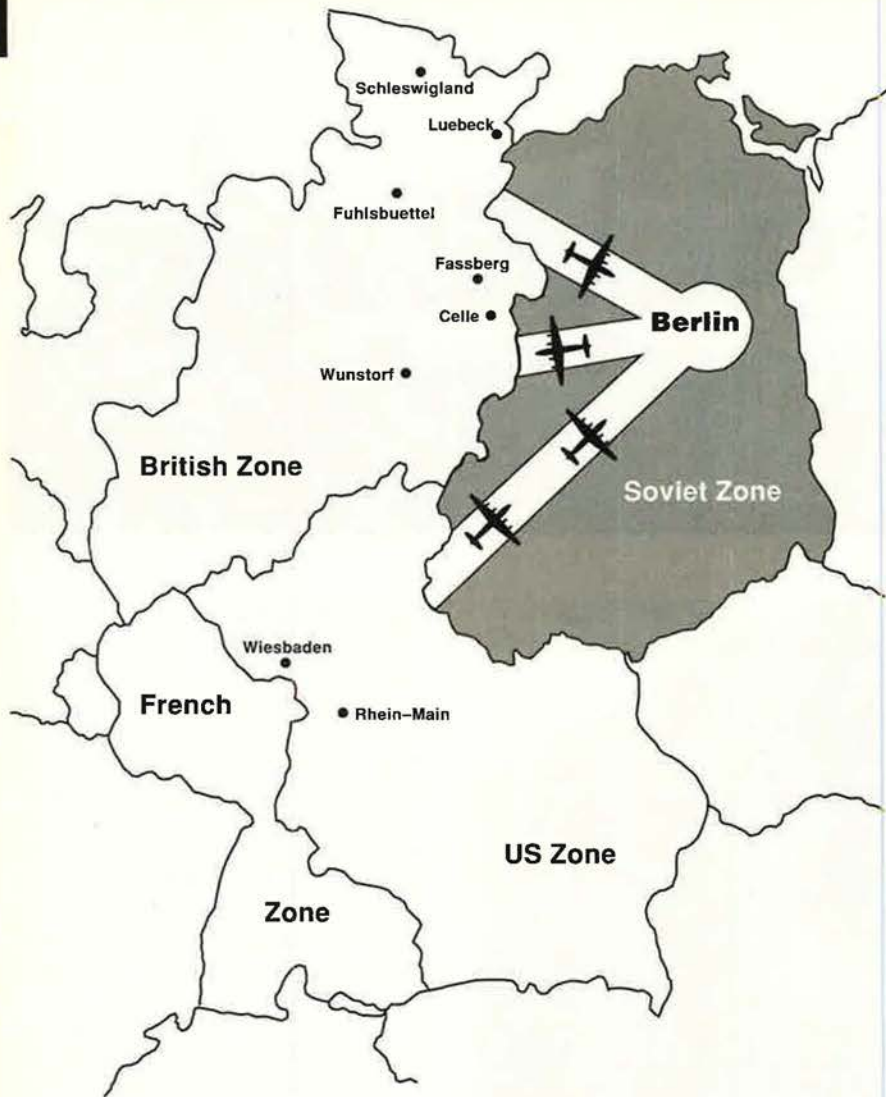 Schleswigland
Luebeck
Fuhlsbuettel
Fassberg
Celle
Berlin
Wunstorf
British Zone
Soviet Zone
Wiesbaden
French
Rhein-Main
US Zone
Zone